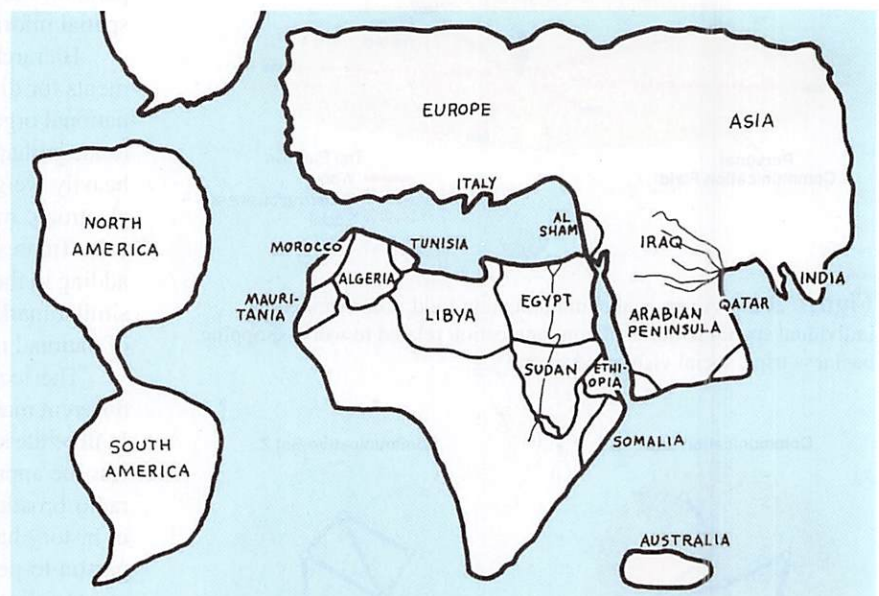 EUROPE
ASIA
ITALY
NORTH
AMERICA
MOROCCO
TUNISIA
AL
SHAM
IRAQ
ALGERIA
INDIA
MAURI-
TANIA
LIBYA
EGYPT
ARABIAN
PENINSULA
QATAR
SUDAN
ETHI-
OPIA
SOUTH
AMERICA
SOMALIA
AUSTRALIA